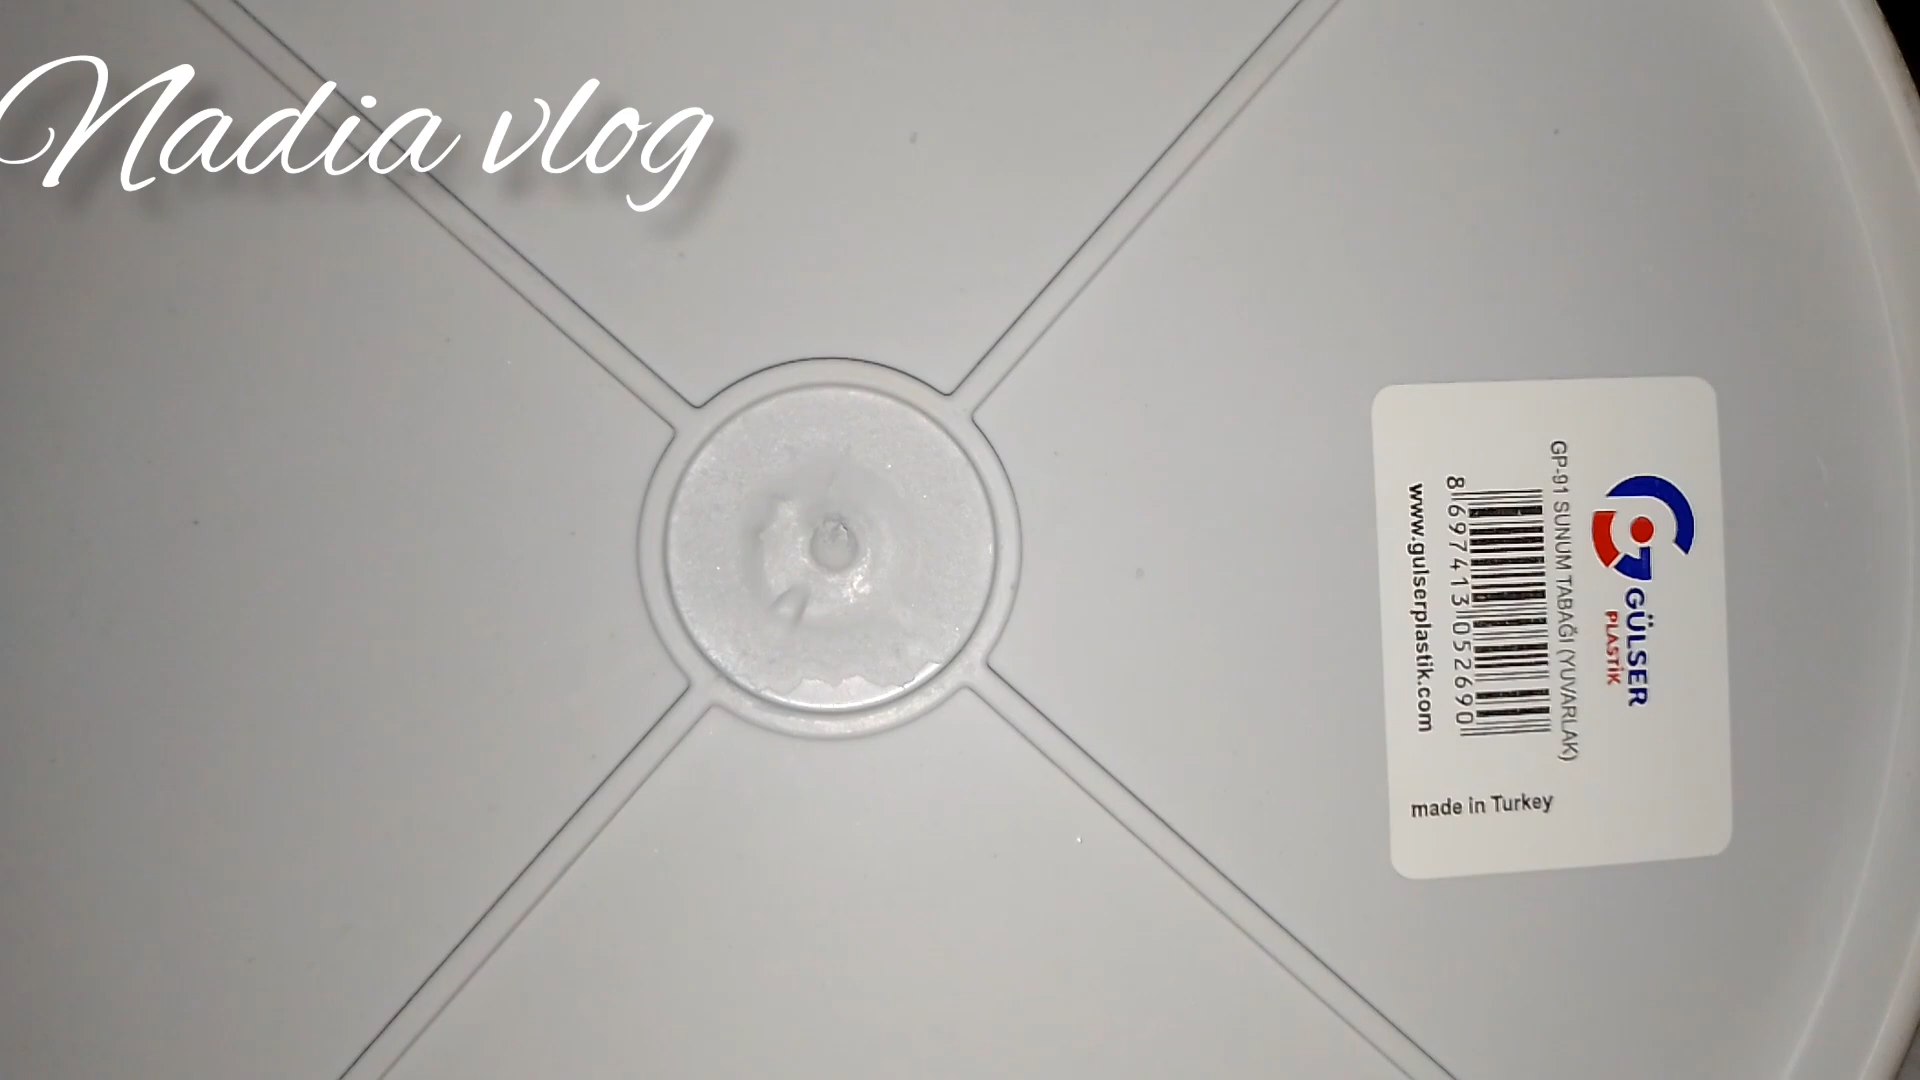 Nadia vlog
GÜLSER
PLASTİK
GP-91 SUNUM TABAĞI (YUVARLAK)
8 697413 052690
www.gulserplastik.com
made in Turkey